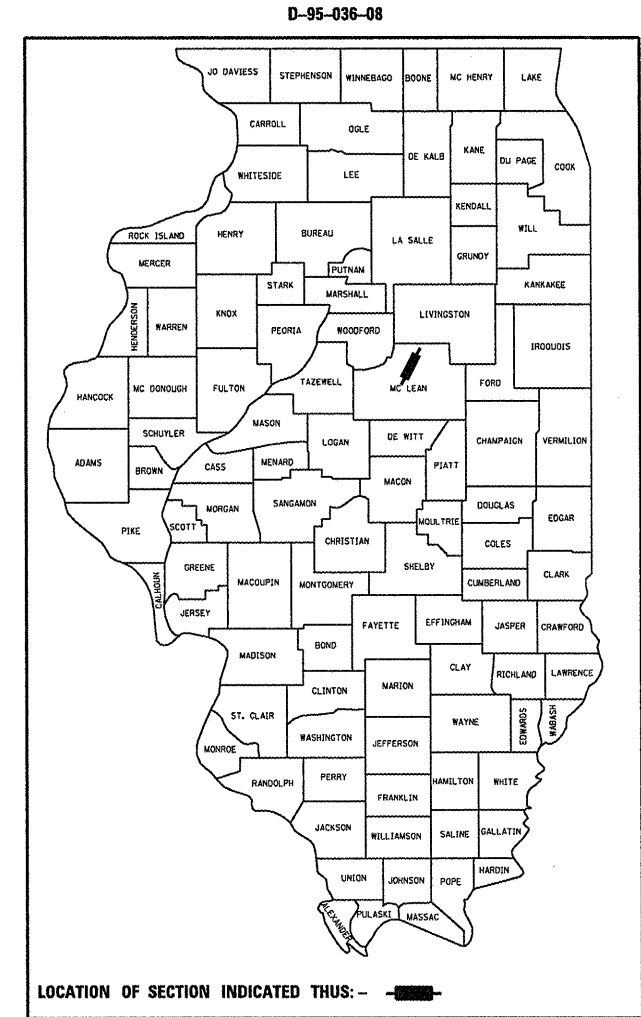 D-95-036-08
JO DAVIESS
STEPHENSON
WINNEBAGO
BOONE
MC HENRY
LAKE
CARROLL
OGLE
DE KALB
KANE
DU PAGE
COOK
WHITESIDE
LEE
KENDALL
ROCK ISLAND
HENRY
BUREAU
LA SALLE
WILL
MERCER
PUTNAM
GRUNDY
STARK
MARSHALL
KANKAKEE
HENDERSON
WARREN
KNOX
PEORIA
WOODFORD
LIVINGSTON
IROQUOIS
HANCOCK
MC DONOUGH
FULTON
TAZEWELL
MC LEAN
FORD
MASON
SCHUYLER
LOGAN
DE WITT
CHAMPAIGN
VERMILION
ADAMS
BROWN
CASS
MENARD
MACON
PIATT
PIKE
SCOTT
MORGAN
SANGAMON
CHRISTIAN
MOULTRIE
DOUGLAS
EDGAR
COLES
CALHOUN
GREENE
MACOUPIN
MONTGOMERY
SHELBY
CUMBERLAND
CLARK
JERSEY
FAYETTE
EFFINGHAM
JASPER
CRAWFORD
MADISON
BOND
CLAY
RICHLAND
LAWRENCE
CLINTON
MARION
ST. CLAIR
WAYNE
EDWARDS
WABASH
WASHINGTON
JEFFERSON
MONROE
RANDOLPH
PERRY
HAMILTON
WHITE
FRANKLIN
JACKSON
WILLIAMSON
SALINE
GALLATIN
UNION
JOHNSON
POPE
HARDIN
ALEXANDER
PULASKI
MASSAC
LOCATION OF SECTION INDICATED THUS: -